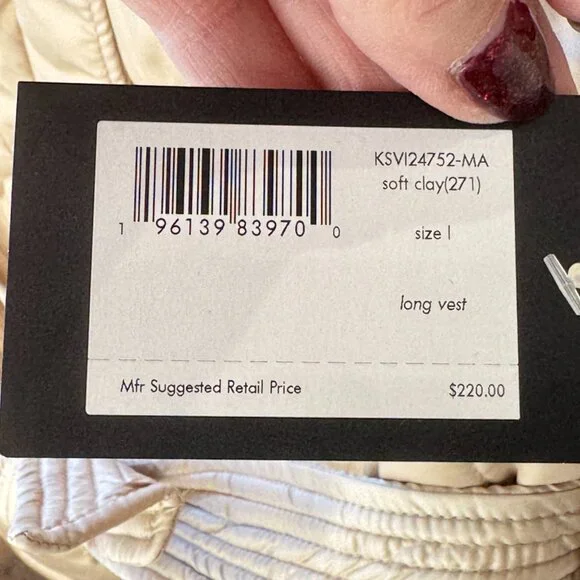 KSVI24752-MA
soft clay(271)
1 96139 83970 0
size l
long vest
Mfr Suggested Retail Price $220.00